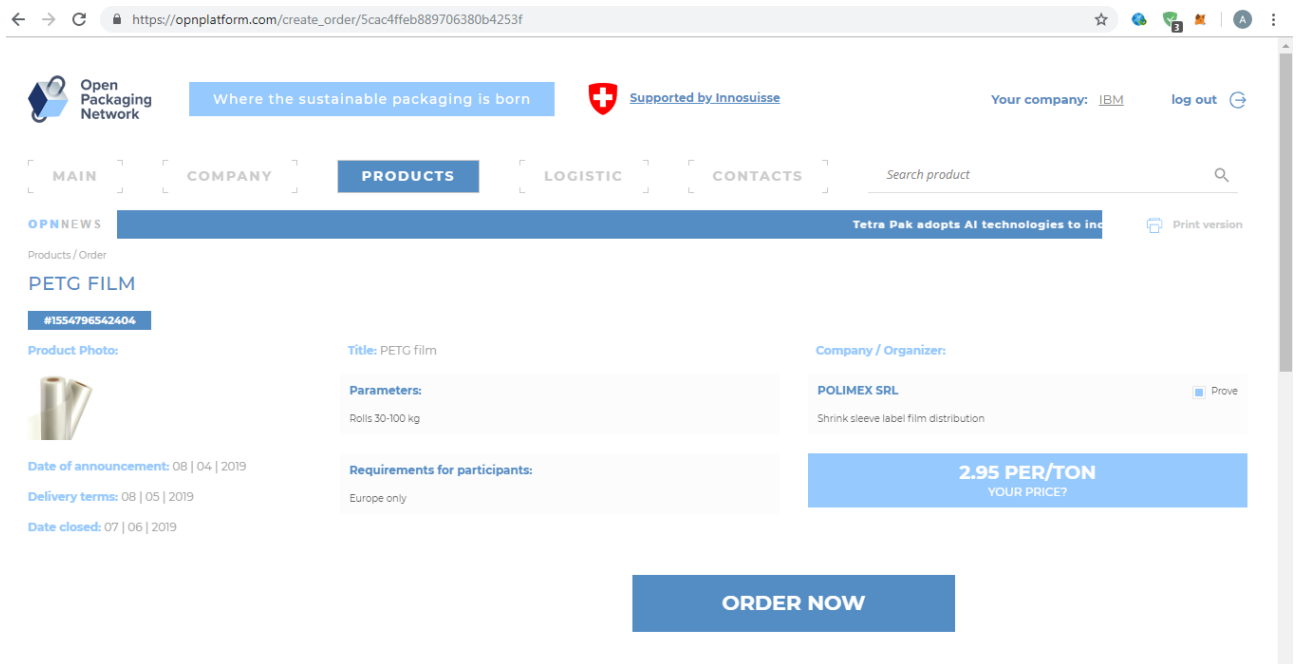 https://opnplatform.com/create_order/5cac4ffeb889706380b4253f
3
A
Open
Packaging
Network
Where the sustainable packaging is born
Supported by Innosuisse
Your company: IBM
log out
MAIN
COMPANY
PRODUCTS
LOGISTIC
CONTACTS
Search product
OPNNEWS
Tetra Pak adopts AI technologies to inc
Print version
Products / Order
PETG FILM
#1554796542404
Product Photo:
Title: PETG film
Company / Organizer:
Parameters:
Rolls 30-100 kg
POLIMEX SRL
Prove
Shrink sleeve label film distribution
Date of announcement: 08 | 04 | 2019
Delivery terms: 08 | 05 | 2019
Date closed: 07 | 06 | 2019
Requirements for participants:
Europe only
2.95 PER/TON
YOUR PRICE?
ORDER NOW